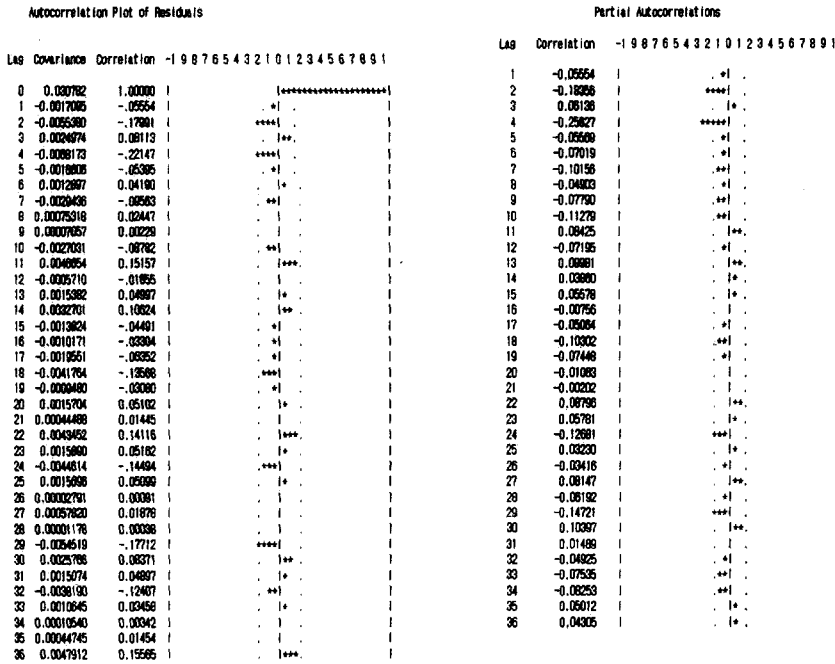 Autocorrelation Plot of Residuals
Lag Covariance Correlation -1 9 8 7 6 5 4 3 2 1 0 1 2 3 4 5 6 7 8 9 1
0 0.030782 1.00000 | |********************|
1 -0.0017095 -.05554 | . *| . |
2 -0.0055380 -.17991 | ****| . |
3 0.0024974 0.08113 | . |**. |
4 -0.0068173 -.22147 | ****| . |
5 -0.0016606 -.05395 | . *| . |
6 0.0012897 0.04190 | . |* . |
7 -0.0029436 -.09563 | . **| . |
8 0.00075318 0.02447 | . | . |
9 0.00007057 0.00229 | . | . |
10 -0.0027031 -.08782 | . **| . |
11 0.0046654 0.15157 | . |*** |
12 -0.0005710 -.01855 | . | . |
13 0.0015382 0.04997 | . |* . |
14 0.0032701 0.10624 | . |** . |
15 -0.0013824 -.04491 | . *| . |
16 -0.0010171 -.03304 | . *| . |
17 -0.0019551 -.06352 | . *| . |
18 -0.0041764 -.13568 | .***| . |
19 -0.0009480 -.03080 | . *| . |
20 0.0015704 0.05102 | . |* . |
21 0.00044488 0.01445 | . | . |
22 0.0043452 0.14116 | . |***. |
23 0.0015890 0.05162 | . |* . |
24 -0.0044614 -.14494 | .***| . |
25 0.0015698 0.05099 | . |* . |
26 0.00002791 0.00091 | . | . |
27 0.00057820 0.01878 | . | . |
28 0.00001178 0.00038 | . | . |
29 -0.0054519 -.17712 | ****| . |
30 0.0025766 0.08371 | . |** . |
31 0.0015074 0.04897 | . |* . |
32 -0.0038190 -.12407 | . **| . |
33 0.0010645 0.03458 | . |* . |
34 0.00010540 0.00342 | . | . |
35 0.00044745 0.01454 | . | . |
36 0.0047912 0.15565 | . |***. |
Partial Autocorrelations
Lag Correlation -1 9 8 7 6 5 4 3 2 1 0 1 2 3 4 5 6 7 8 9 1
1 -0.05554 | . *| .
2 -0.18356 | ****| .
3 0.06136 | . |* .
4 -0.25627 | *****| .
5 -0.05569 | . *| .
6 -0.07019 | . *| .
7 -0.10156 | .**| .
8 -0.04903 | . *| .
9 -0.07790 | .**| .
10 -0.11279 | .**| .
11 0.08425 | . |**.
12 -0.07195 | . *| .
13 0.09981 | . |**.
14 0.03860 | . |* .
15 0.05578 | . |* .
16 -0.00756 | . | .
17 -0.05064 | . *| .
18 -0.10302 | .**| .
19 -0.07448 | . *| .
20 -0.01063 | . | .
21 -0.00202 | . | .
22 0.08796 | . |**.
23 0.05781 | . |* .
24 -0.12681 | ***| .
25 0.03230 | . |* .
26 -0.03416 | . *| .
27 0.08147 | . |**.
28 -0.06192 | . *| .
29 -0.14721 | ***| .
30 0.10397 | . |**.
31 0.01489 | . | .
32 -0.04925 | . *| .
33 -0.07535 | .**| .
34 -0.08253 | .**| .
35 0.05012 | . |* .
36 0.04305 | . |* .